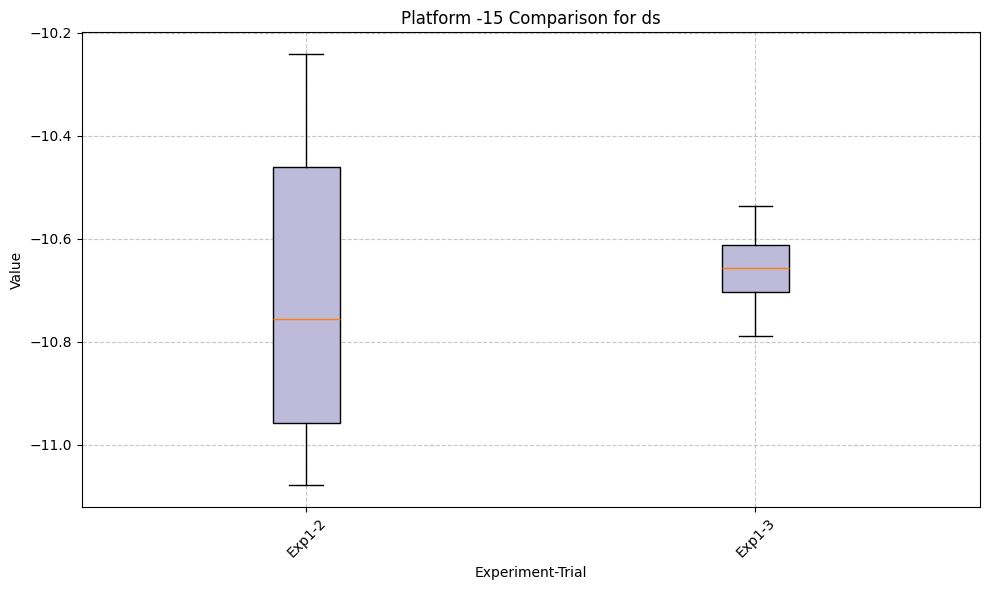 Platform -15 Comparison for ds
Value
−10.2
−10.4
−10.6
−10.8
−11.0
Exp1-2
Exp1-3
Experiment-Trial